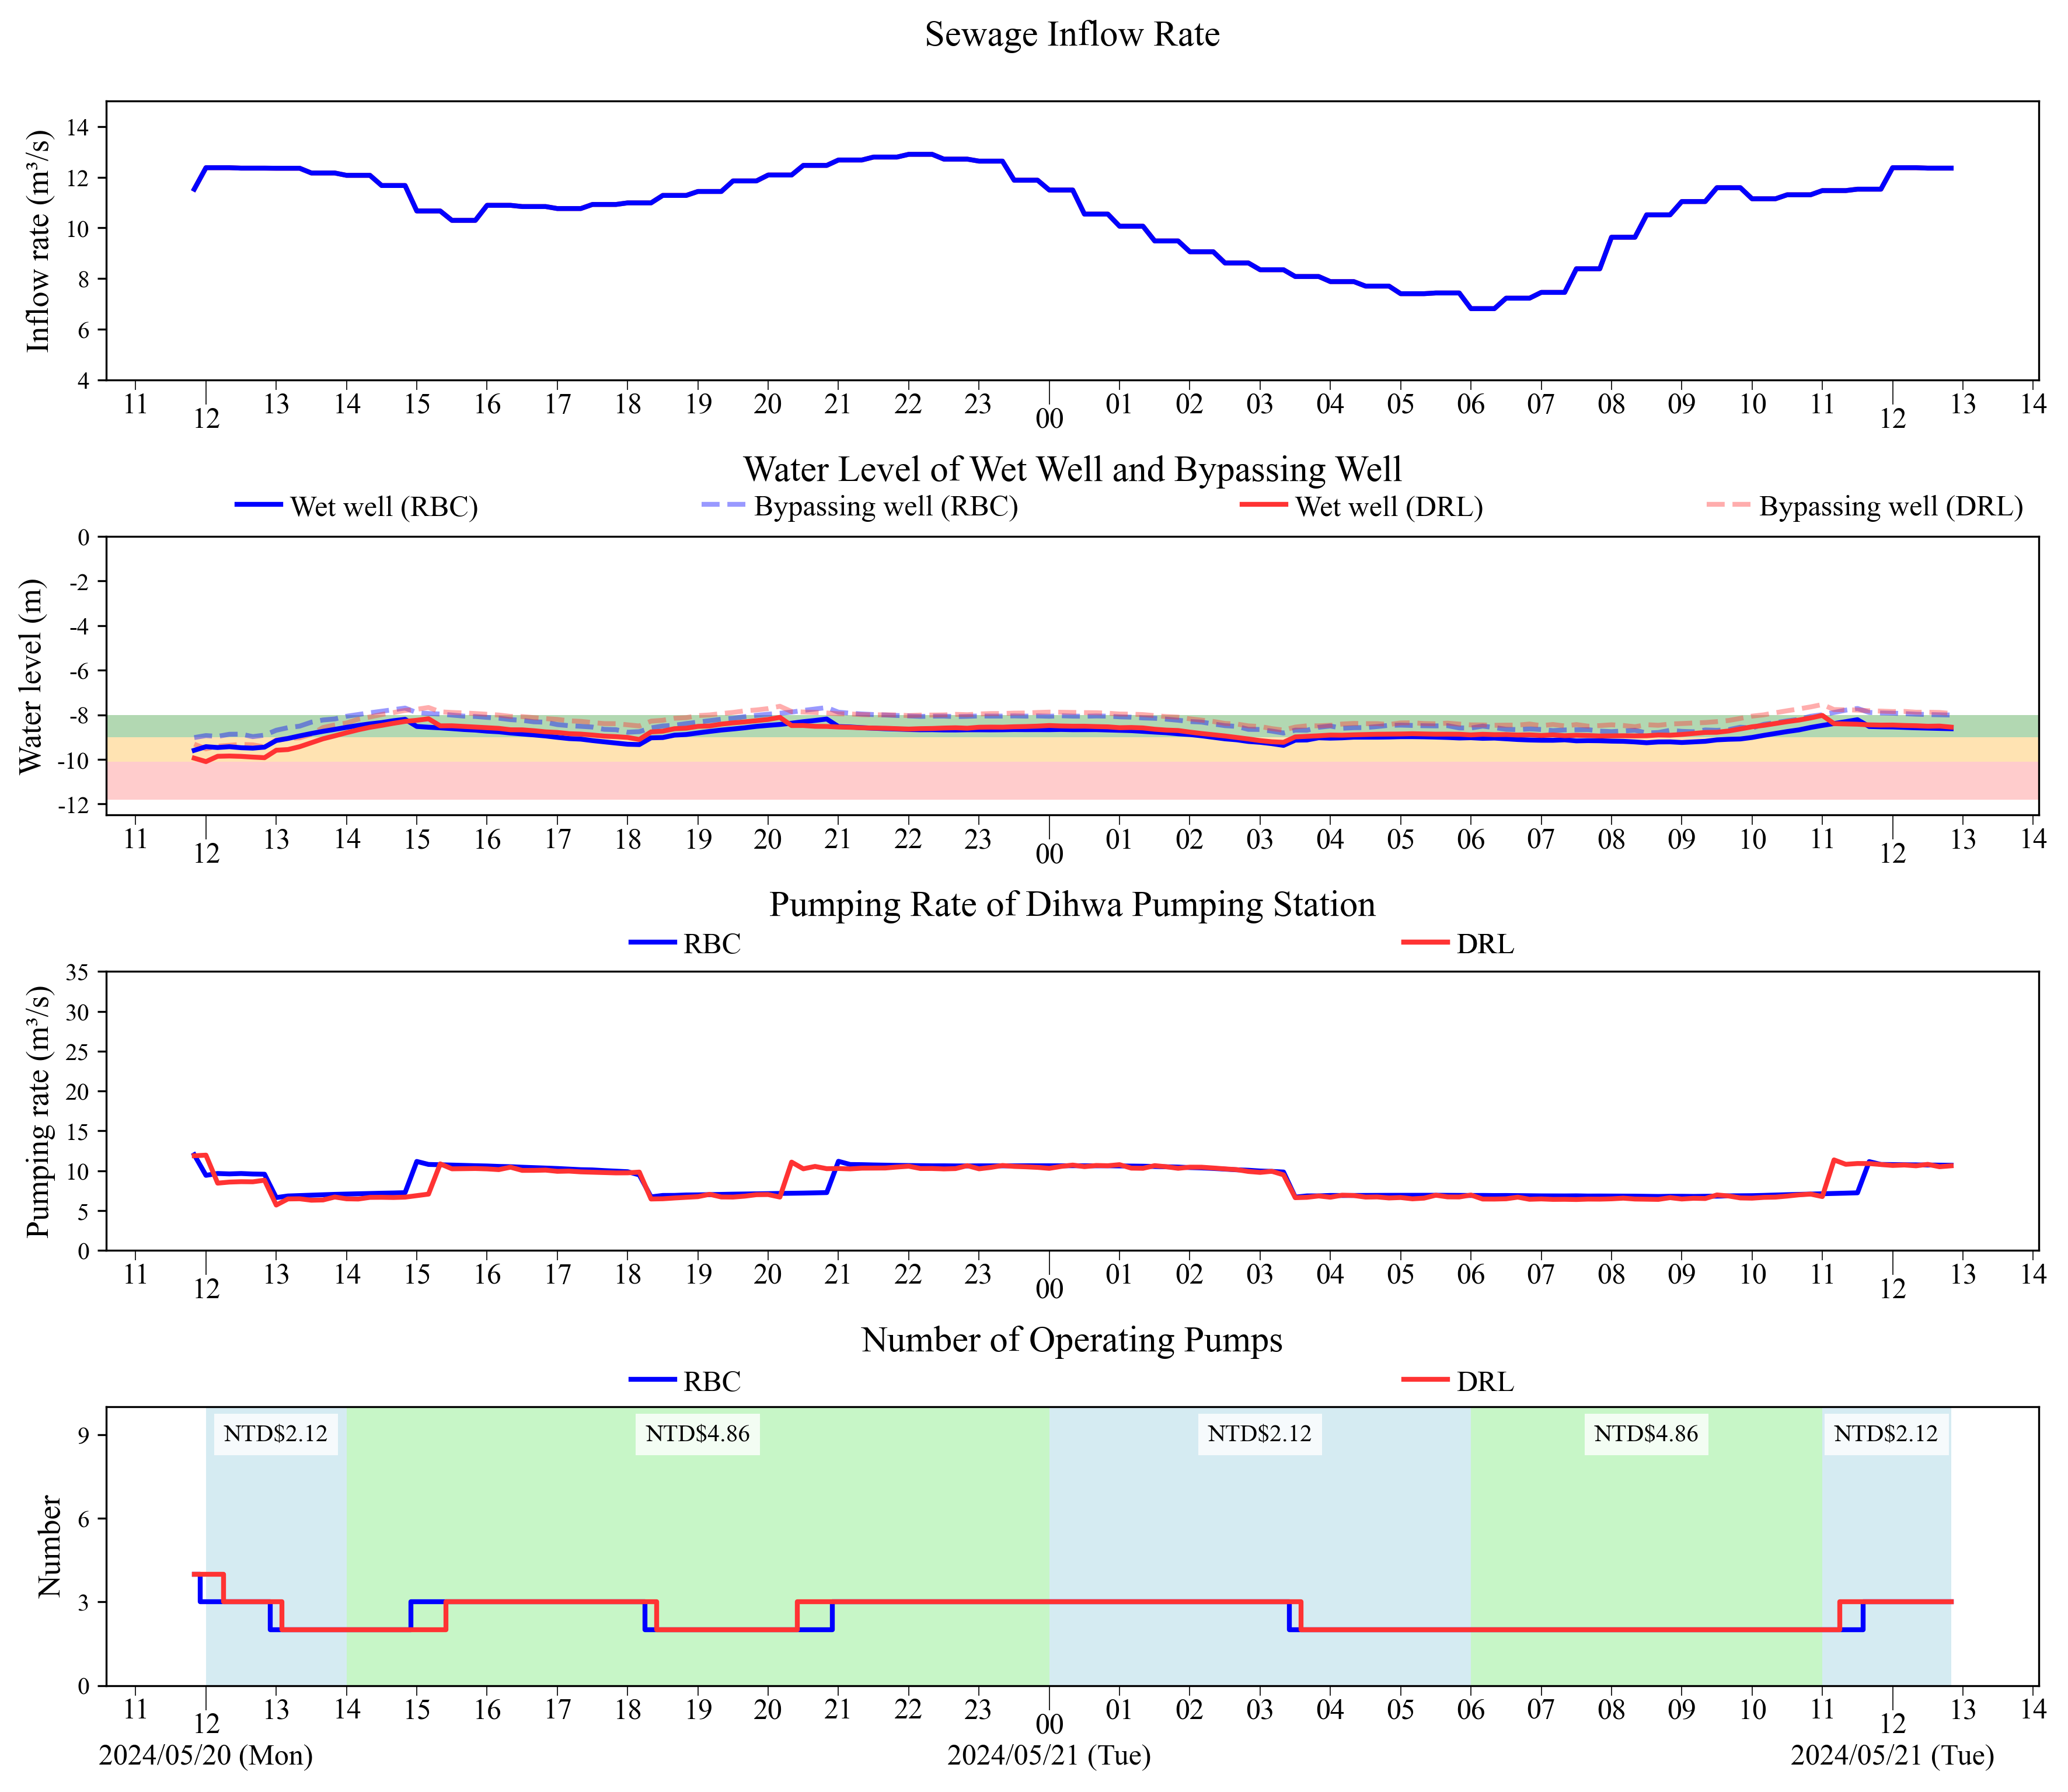 Sewage Inflow Rate
Inflow rate (m³/s)
14
12
10
8
6
4
11 12 13 14 15 16 17 18 19 20 21 22 23 00 01 02 03 04 05 06 07 08 09 10 11 12 13 14
Water Level of Wet Well and Bypassing Well
Wet well (RBC) Bypassing well (RBC) Wet well (DRL) Bypassing well (DRL)
Water level (m)
0
-2
-4
-6
-8
-10
-12
11 12 13 14 15 16 17 18 19 20 21 22 23 00 01 02 03 04 05 06 07 08 09 10 11 12 13 14
Pumping Rate of Dihwa Pumping Station
RBC DRL
Pumping rate (m³/s)
35
30
25
20
15
10
5
0
11 12 13 14 15 16 17 18 19 20 21 22 23 00 01 02 03 04 05 06 07 08 09 10 11 12 13 14
Number of Operating Pumps
RBC DRL
Number
9
6
3
0
NTD$2.12 NTD$4.86 NTD$2.12 NTD$4.86 NTD$2.12
11 12 13 14 15 16 17 18 19 20 21 22 23 00 01 02 03 04 05 06 07 08 09 10 11 12 13 14
2024/05/20 (Mon) 2024/05/21 (Tue) 2024/05/21 (Tue)